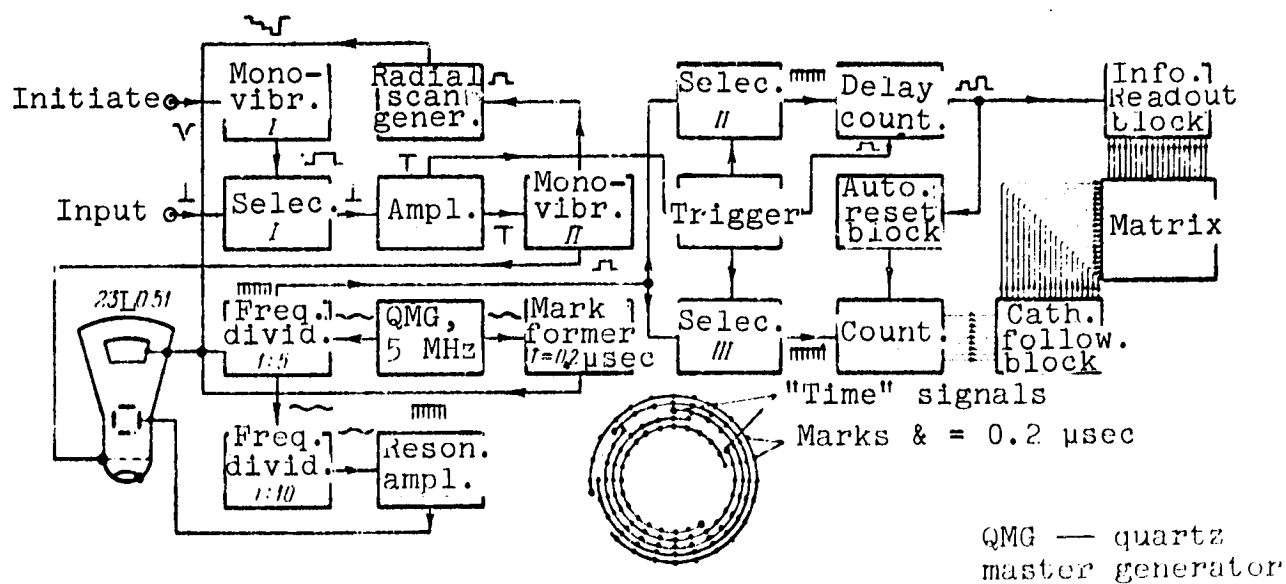 Initiate
Mono-
vibr.
I
Radial
scan
gener.
Selec.
II
Delay
count.
Info.
Readout
block
Input
Selec.
I
Ampl.
Mono-
vibr.
II
Trigger
Auto.
reset
block
Matrix
Freq.
divid.
1:5
QMG,
5 MHz
Mark
former
T=0.2 µsec
Selec.
III
Count.
Cath.
follow.
block
Freq.
divid.
1:10
Reson.
ampl.
"Time" signals
Marks & = 0.2 µsec
QMG — quartz
master generator